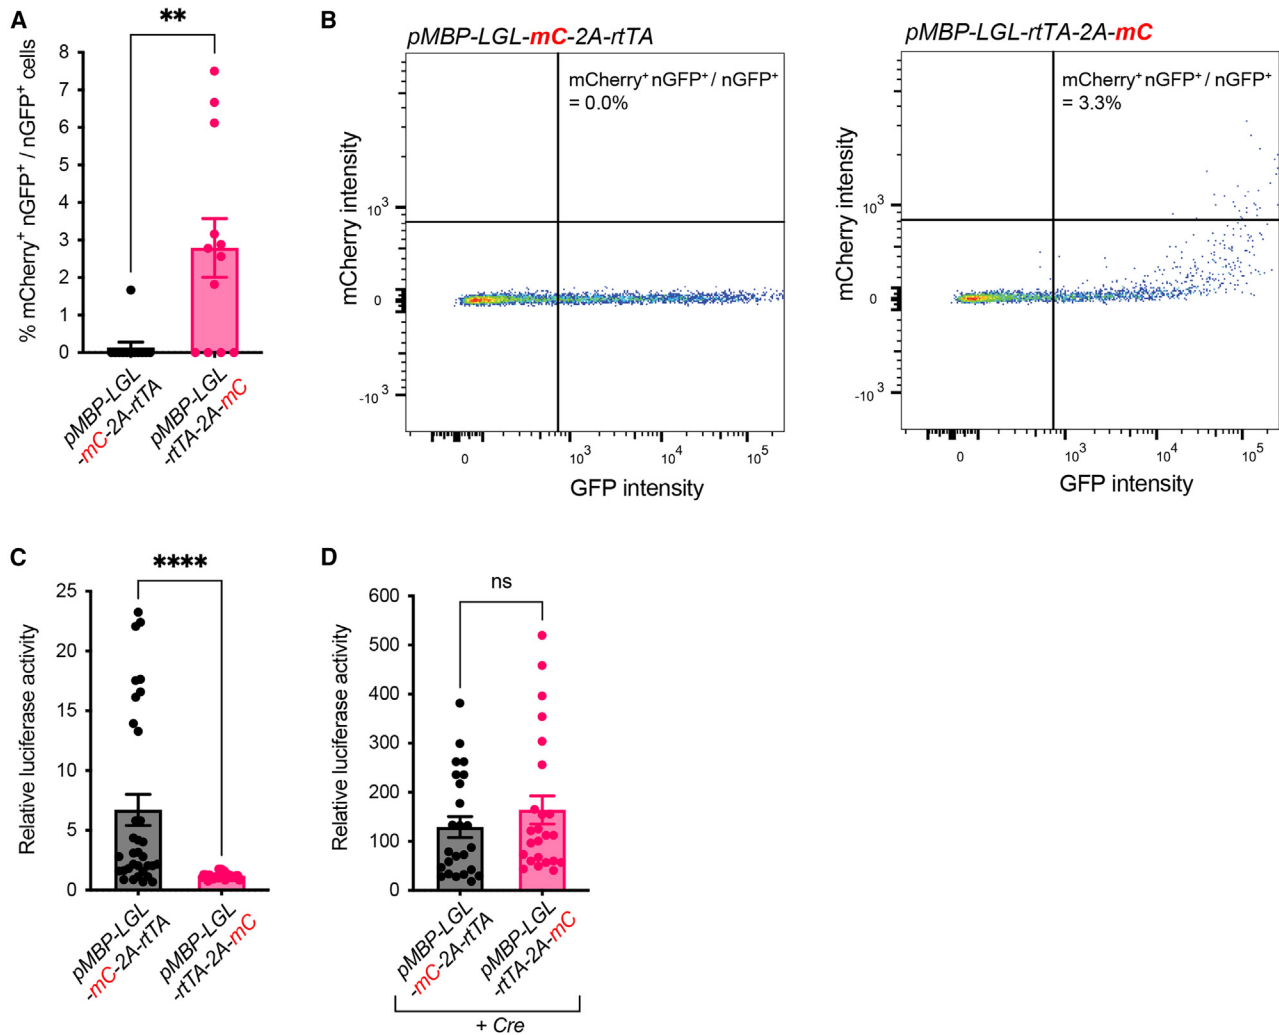 A
**
% mCherry⁺ nGFP⁺ / nGFP⁺ cells
8
7
6
5
4
3
2
1
0
pMBP-LGL
-mC-2A-rtTA
pMBP-LGL
-rtTA-2A-mC
B
pMBP-LGL-mC-2A-rtTA
mCherry⁺ nGFP⁺ / nGFP⁺
= 0.0%
mCherry intensity
10³
0
-10³
0
10³
10⁴
10⁵
GFP intensity
pMBP-LGL-rtTA-2A-mC
mCherry⁺ nGFP⁺ / nGFP⁺
= 3.3%
mCherry intensity
10³
0
-10³
0
10³
10⁴
10⁵
GFP intensity
C
****
Relative luciferase activity
25
20
15
10
5
0
pMBP-LGL
-mC-2A-rtTA
pMBP-LGL
-rtTA-2A-mC
D
ns
Relative luciferase activity
600
500
400
300
200
100
0
pMBP-LGL
-mC-2A-rtTA
pMBP-LGL
-rtTA-2A-mC
+ Cre